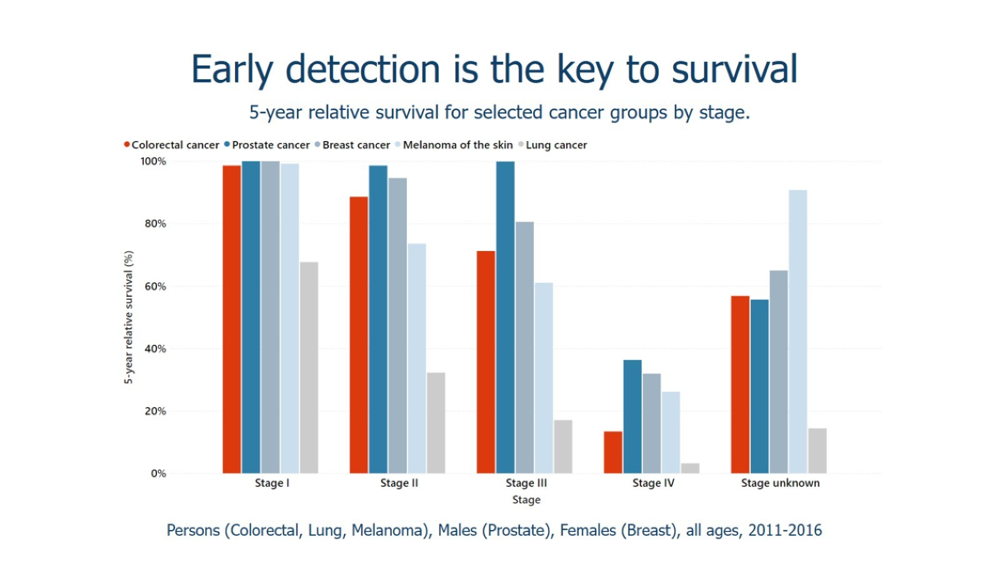 Early detection is the key to survival
5-year relative survival for selected cancer groups by stage.
Colorectal cancer Prostate cancer Breast cancer Melanoma of the skin Lung cancer
100%
80%
60%
40%
20%
0%
5-year relative survival (%)
Stage I Stage II Stage III Stage IV Stage unknown
Stage
Persons (Colorectal, Lung, Melanoma), Males (Prostate), Females (Breast), all ages, 2011-2016